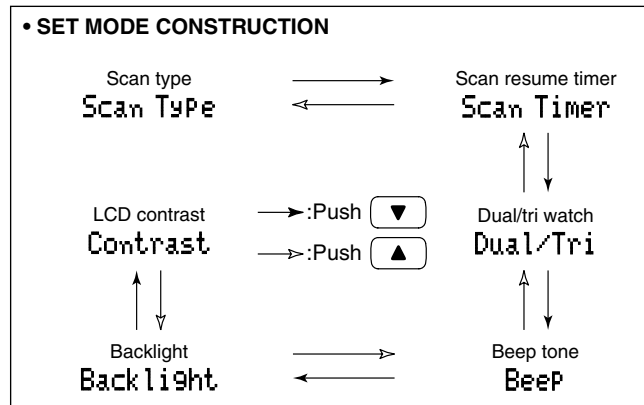 • SET MODE CONSTRUCTION
Scan type
Scan Type
Scan resume timer
Scan Timer
LCD contrast
Contrast
:Push ▼
:Push ▲
Dual/tri watch
Dual/Tri
Backlight
Backlight
Beep tone
Beep